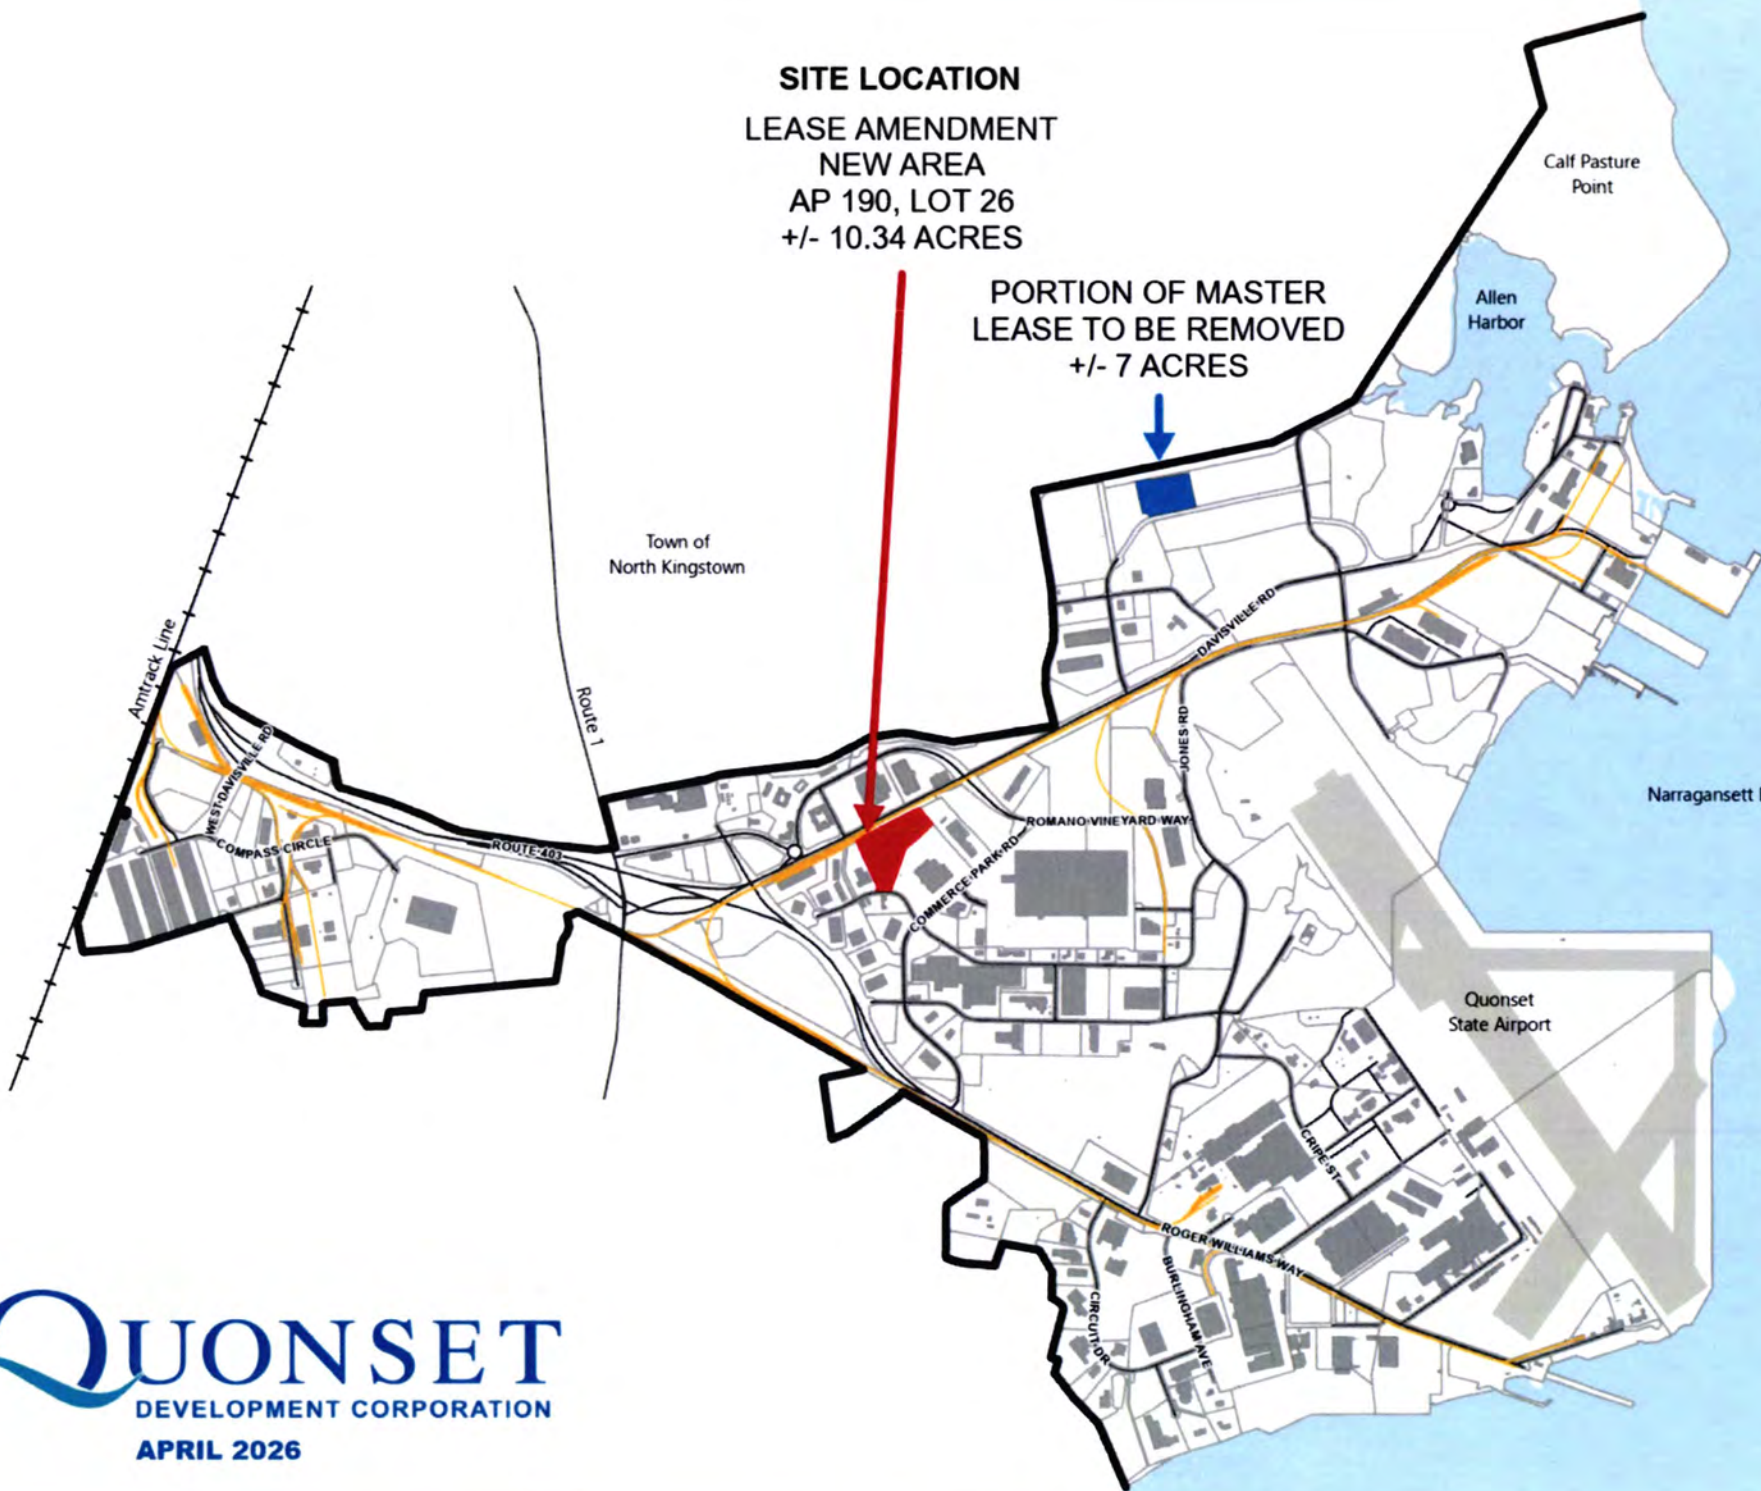 SITE LOCATION
LEASE AMENDMENT
NEW AREA
AP 190, LOT 26
+/- 10.34 ACRES
PORTION OF MASTER
LEASE TO BE REMOVED
+/- 7 ACRES
Calf Pasture
Point
Allen
Harbor
Town of
North Kingstown
Amtrack Line
Route 1
DAVISVILLE RD
JONES RD
WEST DAVISVILLE RD
COMPASS CIRCLE
ROUTE 403
ROMANO VINEYARD WAY
COMMERCE PARK RD
Narragansett
Quonset
State Airport
CRIPE ST
ROGER WILLIAMS WAY
BURLINGHAM AVE
CIRCUIT DR
QUONSET
DEVELOPMENT CORPORATION
APRIL 2026